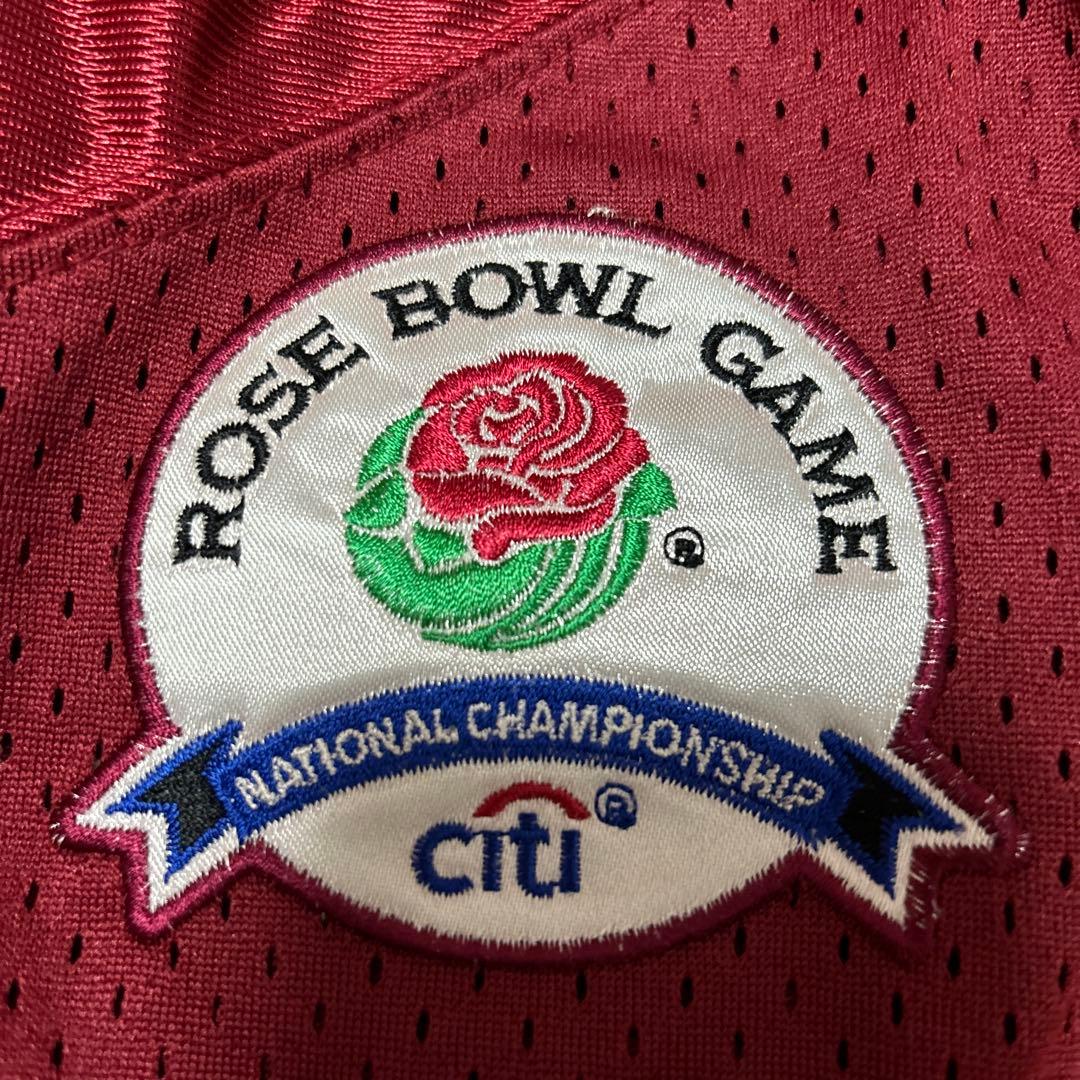 ROSE BOWL GAME
®
NATIONAL CHAMPIONSHIP
citi®